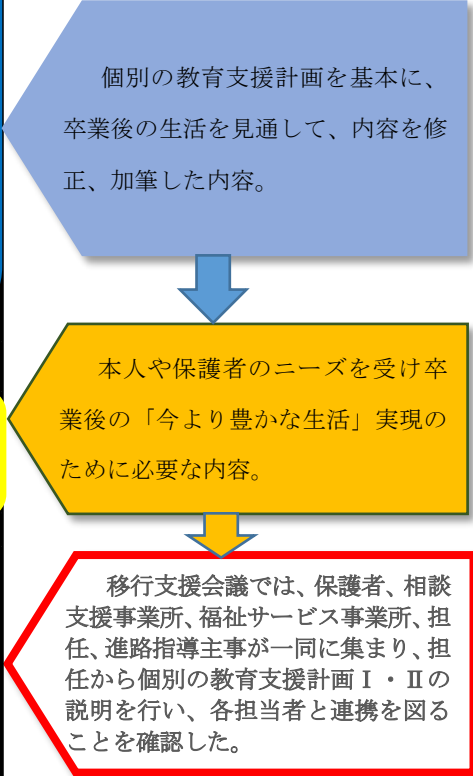 個別の教育支援計画を基本に、
卒業後の生活を見通して、内容を修
正、加筆した内容。
本人や保護者のニーズを受け卒
業後の「今より豊かな生活」実現の
ために必要な内容。
移行支援会議では、保護者、相談
支援事業所、福祉サービス事業所、担
任、進路指導主事が一同に集まり、担
任から個別の教育支援計画Ⅰ・Ⅱの
説明を行い、各担当者と連携を図る
ことを確認した。